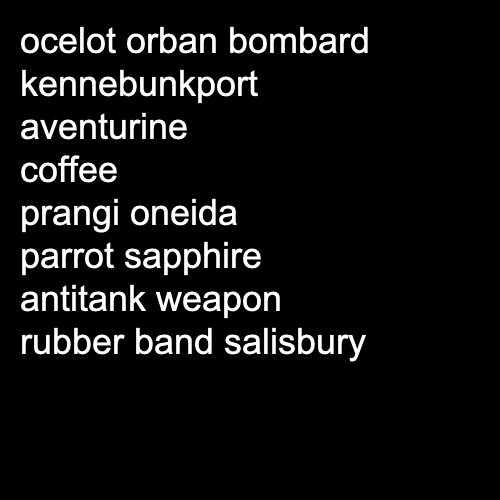 ocelot orban bombard
kennebunkport
aventurine
coffee
prangi oneida
parrot sapphire
antitank weapon
rubber band salisbury